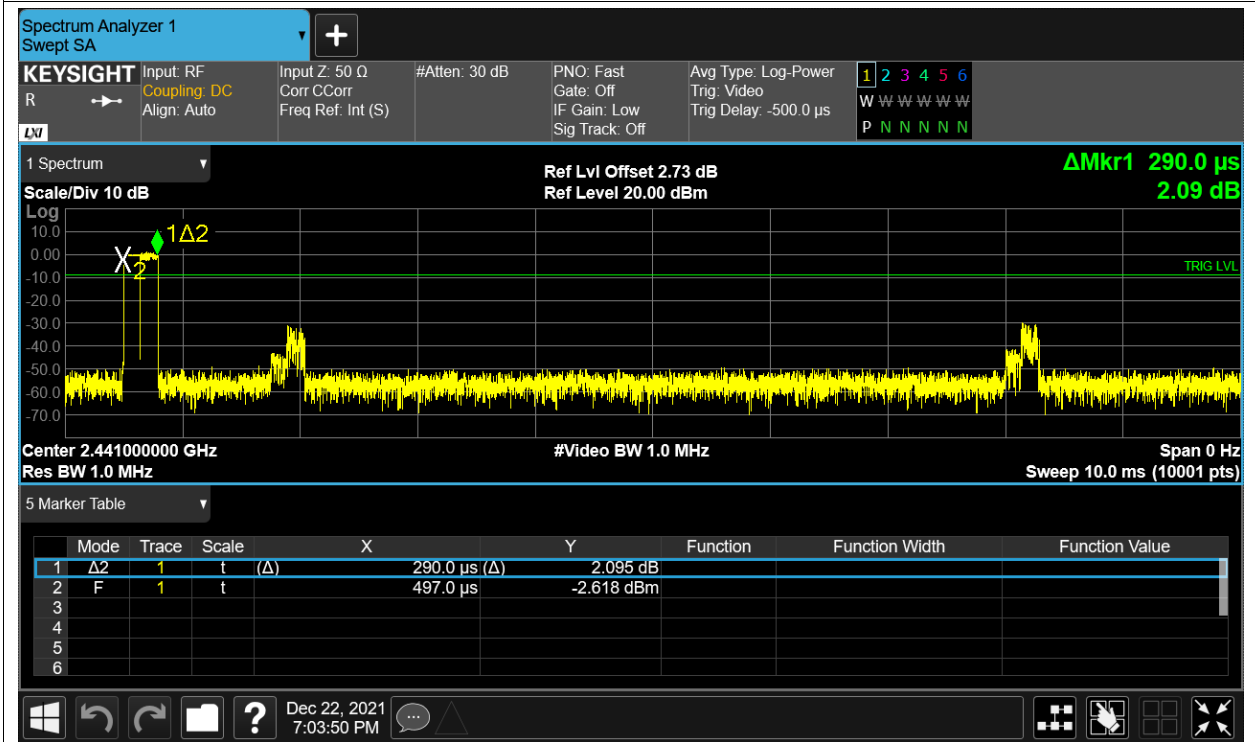 Spectrum Analyzer 1
Swept SA
+
KEYSIGHT
R
LXI
Input: RF
Coupling: DC
Align: Auto
Input Z: 50 Ω
Corr CCorr
Freq Ref: Int (S)
#Atten: 30 dB
PNO: Fast
Gate: Off
IF Gain: Low
Sig Track: Off
Avg Type: Log-Power
Trig: Video
Trig Delay: -500.0 µs
1 2 3 4 5 6
W W W W W W
P N N N N N
1 Spectrum
Scale/Div 10 dB
Ref Lvl Offset 2.73 dB
Ref Level 20.00 dBm
ΔMkr1 290.0 µs
2.09 dB
Log
10.0
0.00
-10.0
-20.0
-30.0
-40.0
-50.0
-60.0
-70.0
1Δ2
X2
TRIG LVL
Center 2.441000000 GHz
#Video BW 1.0 MHz
Span 0 Hz
Res BW 1.0 MHz
Sweep 10.0 ms (10001 pts)
5 Marker Table
Mode Trace Scale X Y Function Function Width Function Value
1 Δ2 1 t (Δ) 290.0 µs (Δ) 2.095 dB
2 F 1 t 497.0 µs -2.618 dBm
3
4
5
6
?
Dec 22, 2021
7:03:50 PM